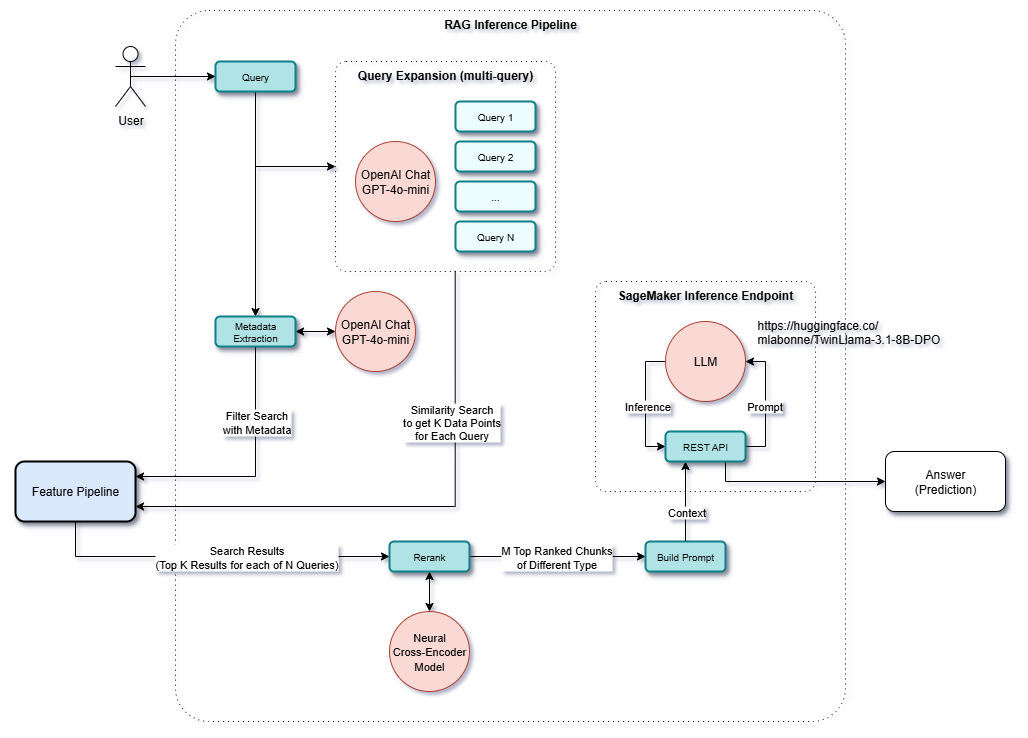 RAG Inference Pipeline
User
Query
Query Expansion (multi-query)
OpenAI Chat
GPT-4o-mini
Query 1
Query 2
...
Query N
Metadata
Extraction
OpenAI Chat
GPT-4o-mini
Filter Search
with Metadata
Similarity Search
to get K Data Points
for Each Query
SageMaker Inference Endpoint
https://huggingface.co/
mlabonne/TwinLlama-3.1-8B-DPO
LLM
Inference
Prompt
REST API
Feature Pipeline
Answer
(Prediction)
Context
Search Results
(Top K Results for each of N Queries)
Rerank
M Top Ranked Chunks
of Different Type
Build Prompt
Neural
Cross-Encoder
Model